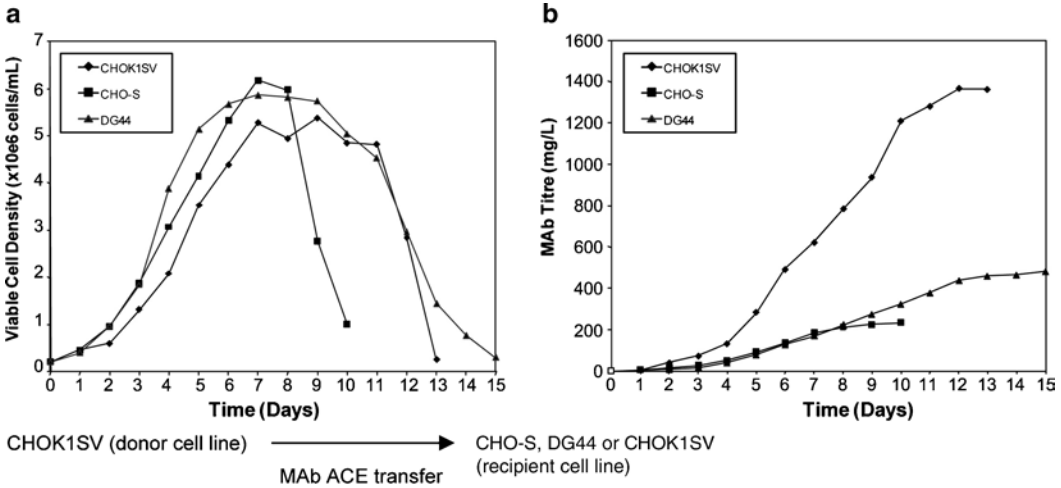 a
Viable Cell Density (x10e6 cells/mL)
7
6
5
4
3
2
1
0
CHOK1SV
CHO-S
DG44
0 1 2 3 4 5 6 7 8 9 10 11 12 13 14 15
Time (Days)
b
MAb Titre (mg/L)
1600
1400
1200
1000
800
600
400
200
0
CHOK1SV
CHO-S
DG44
0 1 2 3 4 5 6 7 8 9 10 11 12 13 14 15
Time (Days)
CHOK1SV (donor cell line)
MAb ACE transfer
CHO-S, DG44 or CHOK1SV
(recipient cell line)